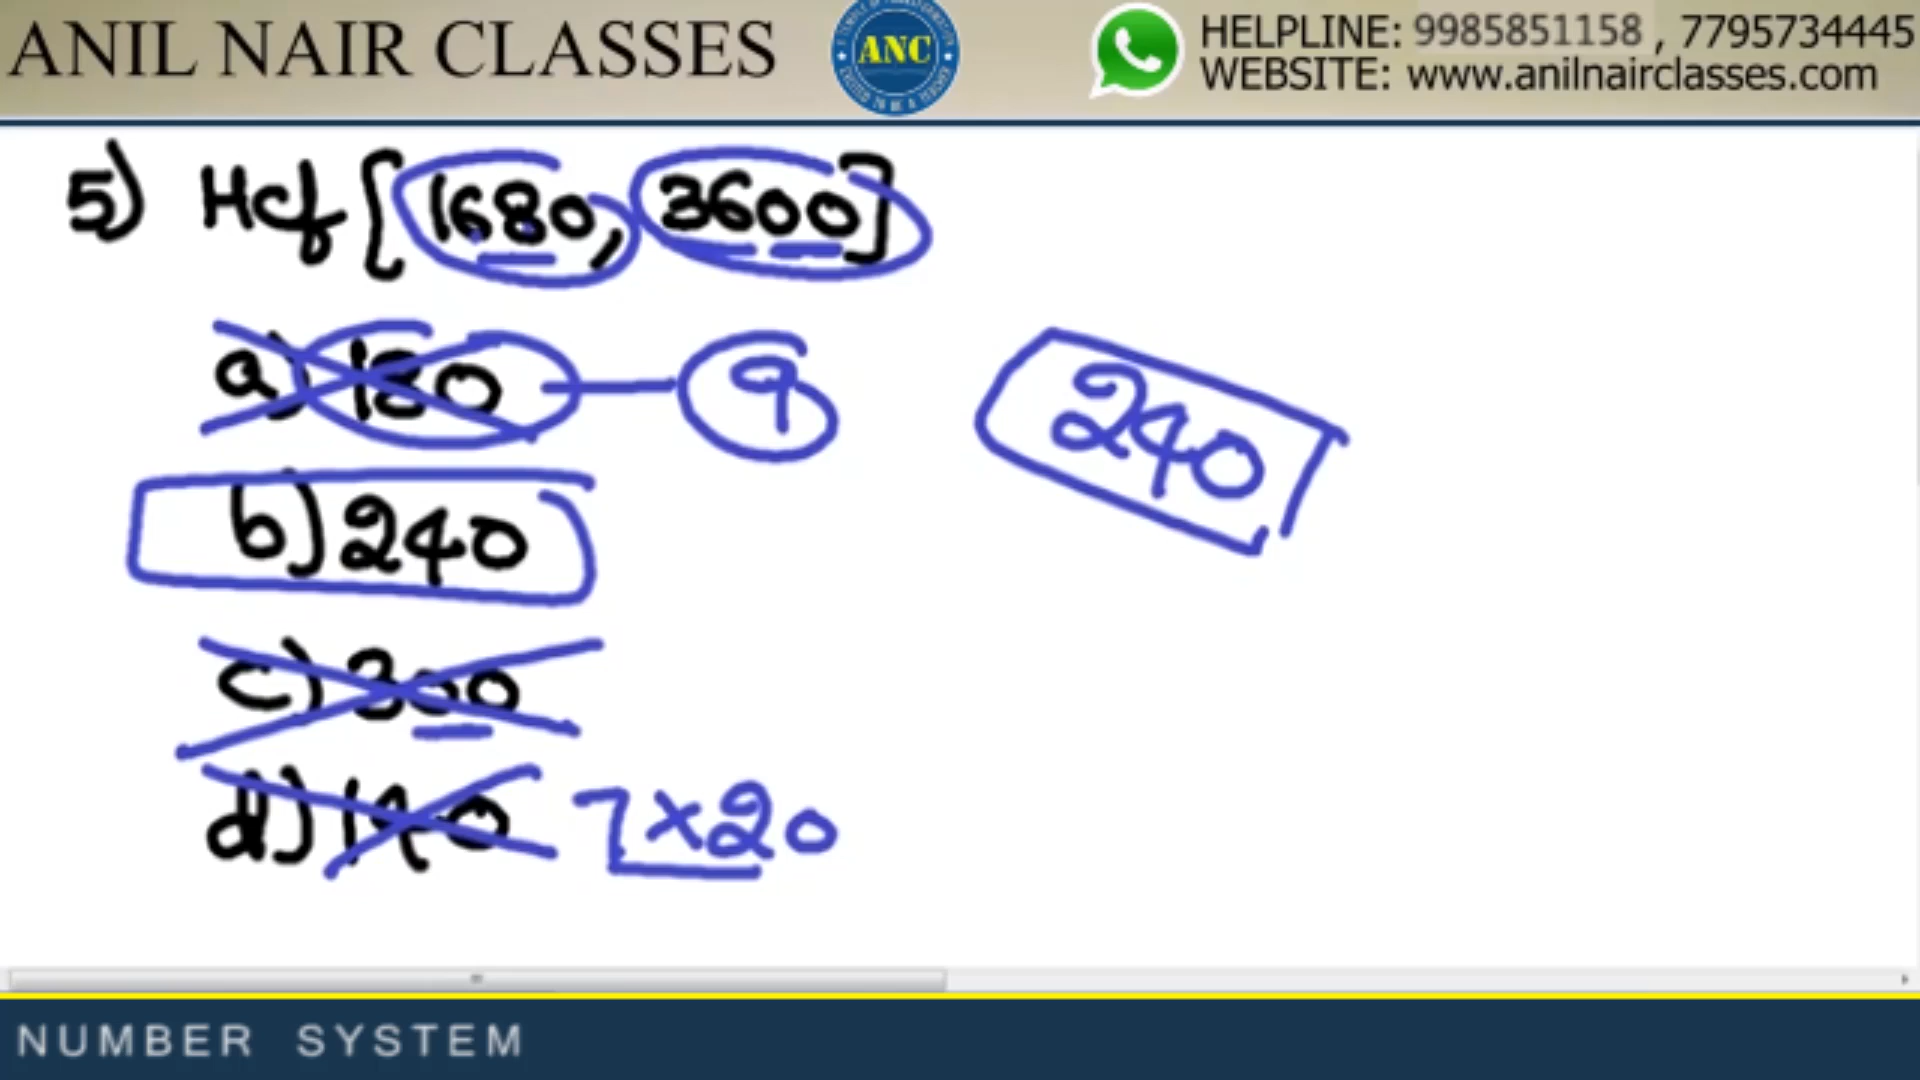 ANIL NAIR CLASSES
ANC
HELPLINE: 9985851158 , 7795734445
WEBSITE: www.anilnairclasses.com
5) Hcf [1680, 3600]
a) 180 — 9
240
b) 240
c) 300
d) 140 7 × 20
NUMBER SYSTEM